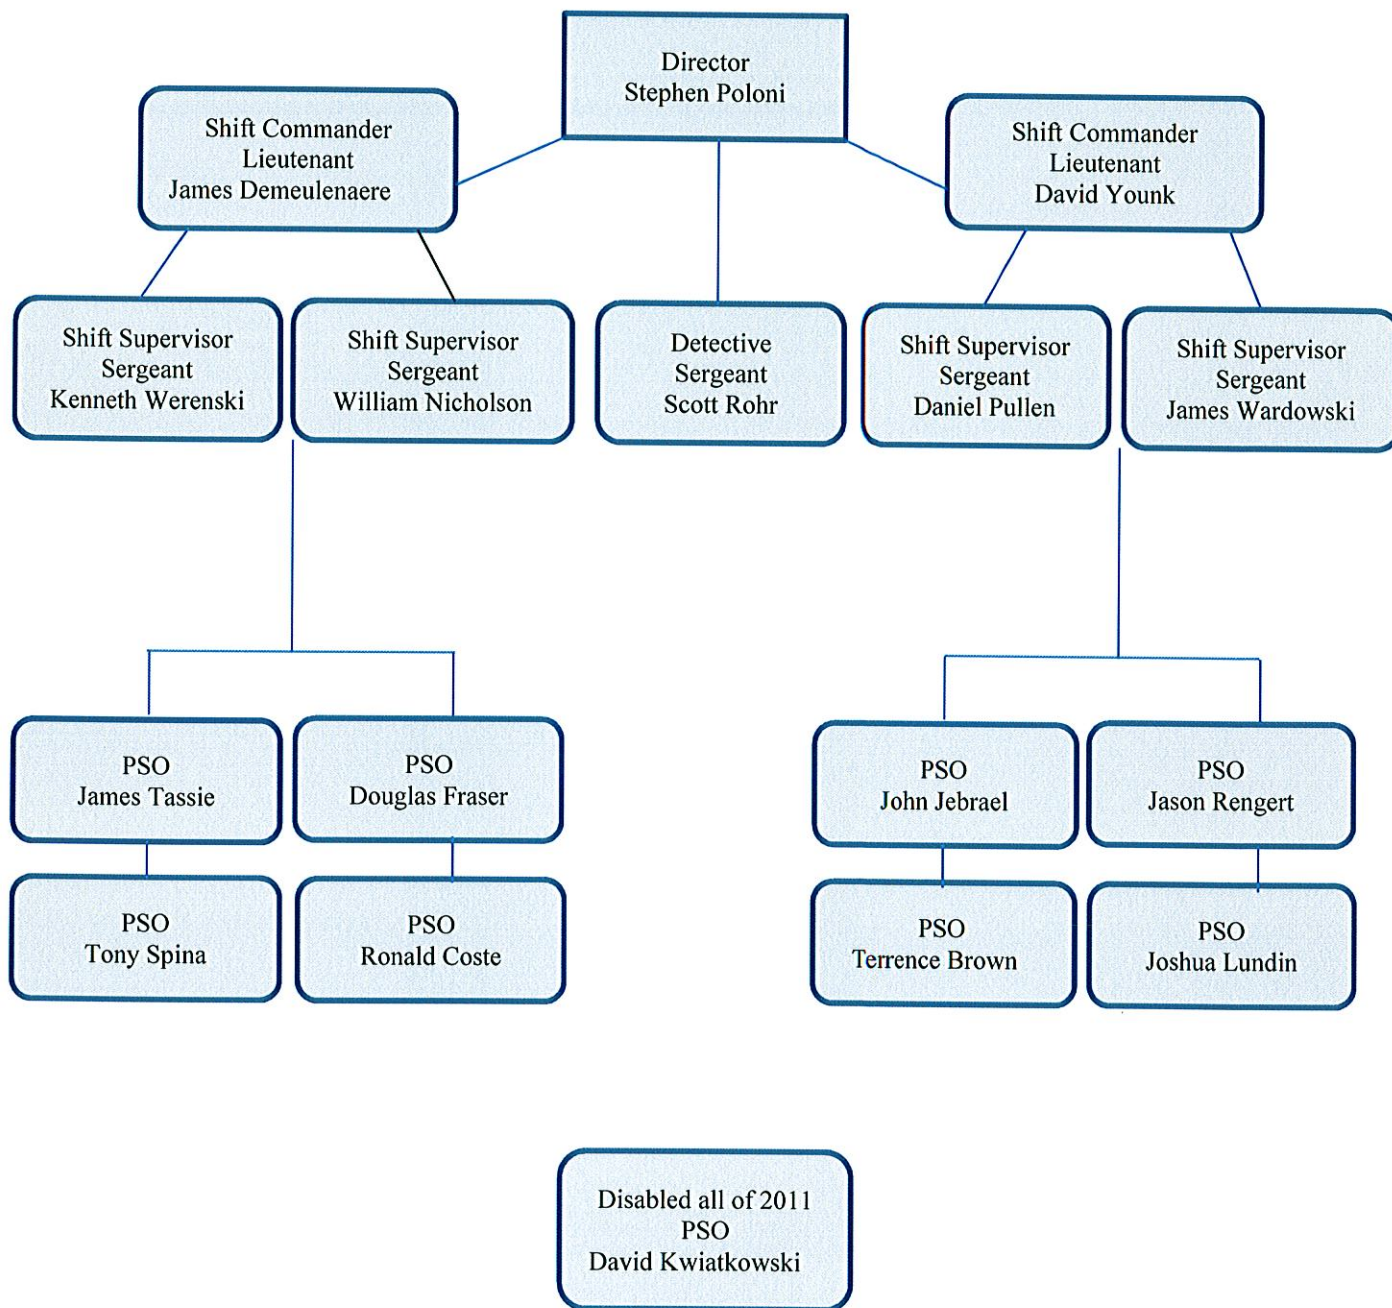 Director
Stephen Poloni
Shift Commander
Lieutenant
James Demeulenaere
Shift Commander
Lieutenant
David Younk
Shift Supervisor
Sergeant
Kenneth Werenski
Shift Supervisor
Sergeant
William Nicholson
Detective
Sergeant
Scott Rohr
Shift Supervisor
Sergeant
Daniel Pullen
Shift Supervisor
Sergeant
James Wardowski
PSO
James Tassie
PSO
Douglas Fraser
PSO
John Jebrael
PSO
Jason Rengert
PSO
Tony Spina
PSO
Ronald Coste
PSO
Terrence Brown
PSO
Joshua Lundin
Disabled all of 2011
PSO
David Kwiatkowski